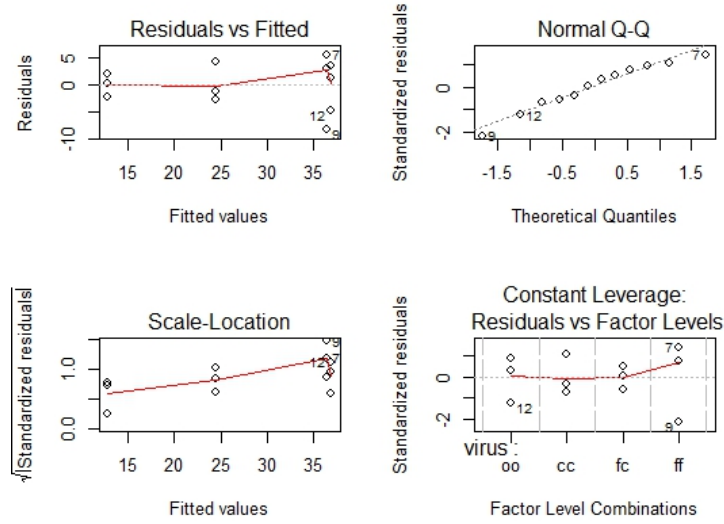 Residuals vs Fitted
Residuals
5
0
-10
7
12
9
15 20 25 30 35
Fitted values
Normal Q-Q
Standardized residuals
0
-2
7
12
9
-1.5 -0.5 0.5 1.5
Theoretical Quantiles
Scale-Location
√|Standardized residuals|
1.0
0.0
9
12
7
15 20 25 30 35
Fitted values
Constant Leverage:
Residuals vs Factor Levels
Standardized residuals
0
-2
7
12
9
virus :
oo cc fc ff
Factor Level Combinations